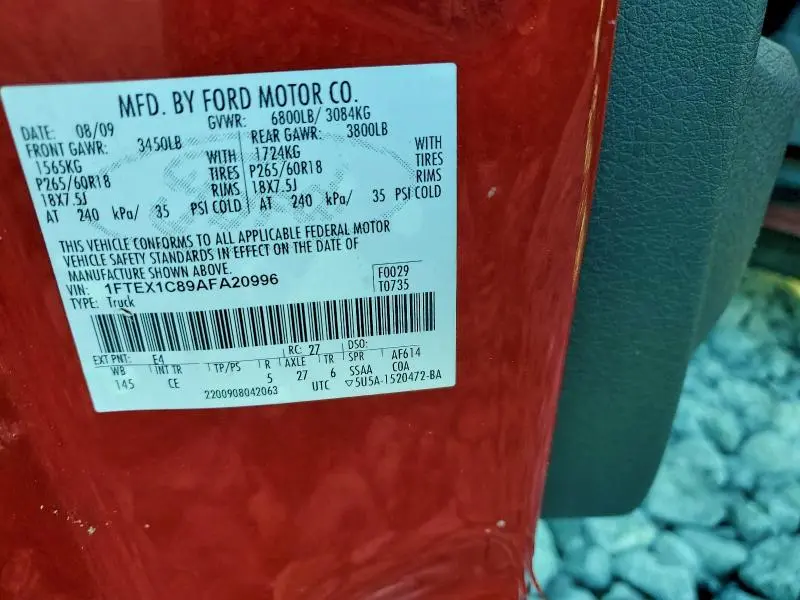 MFD. BY FORD MOTOR CO.
DATE: 08/09 GVWR: 6800LB/ 3084KG
FRONT GAWR: 3450LB REAR GAWR: 3800LB
1565KG WITH 1724KG WITH
P265/60R18 TIRES P265/60R18 TIRES
18X7.5J RIMS 18X7.5J RIMS
AT 240 kPa/ 35 PSI COLD AT 240 kPa/ 35 PSI COLD
THIS VEHICLE CONFORMS TO ALL APPLICABLE FEDERAL MOTOR
VEHICLE SAFETY STANDARDS IN EFFECT ON THE DATE OF
MANUFACTURE SHOWN ABOVE.
VIN: 1FTEX1C89AFA20996 F0029
TYPE: Truck T0735
EXT PNT: E4 RC: 27 DSO:
WB INT TR TP/PS R AXLE TR SPR AF614
145 CE 5 27 6 SSAA COA
2200908042063 UTC ▽5U5A-1520472-BA